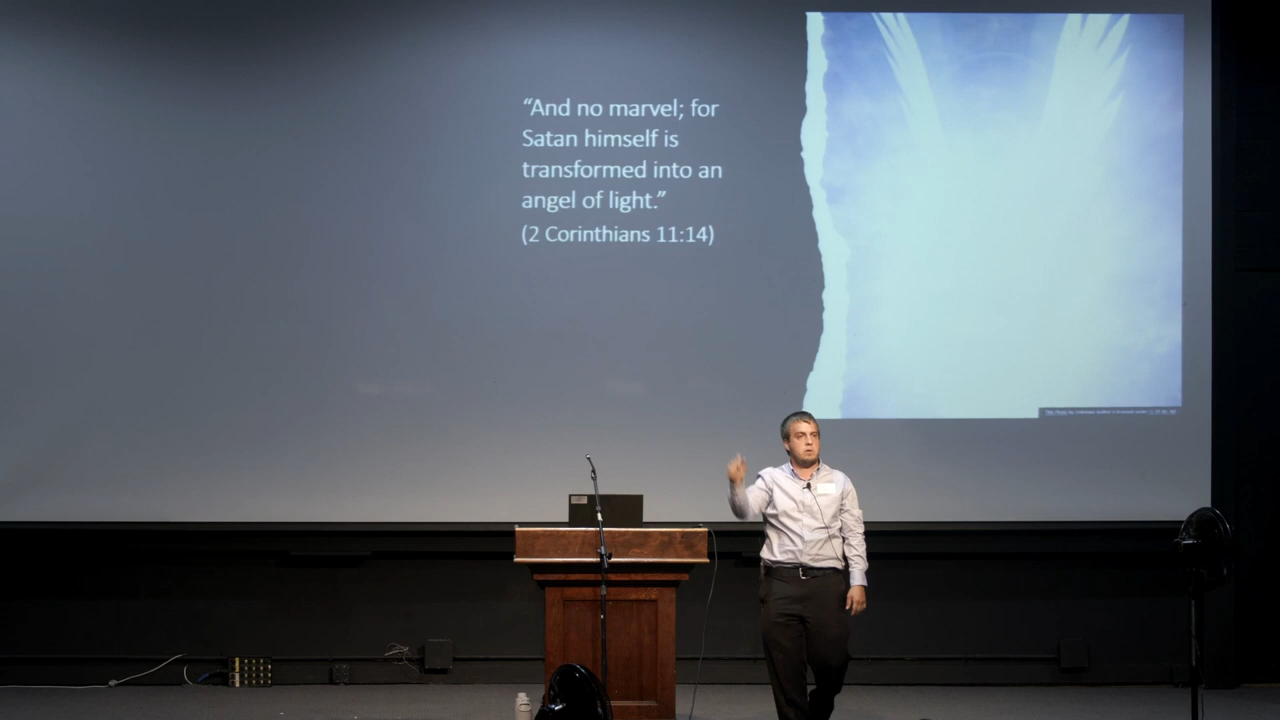 “And no marvel; for
Satan himself is
transformed into an
angel of light.”
(2 Corinthians 11:14)